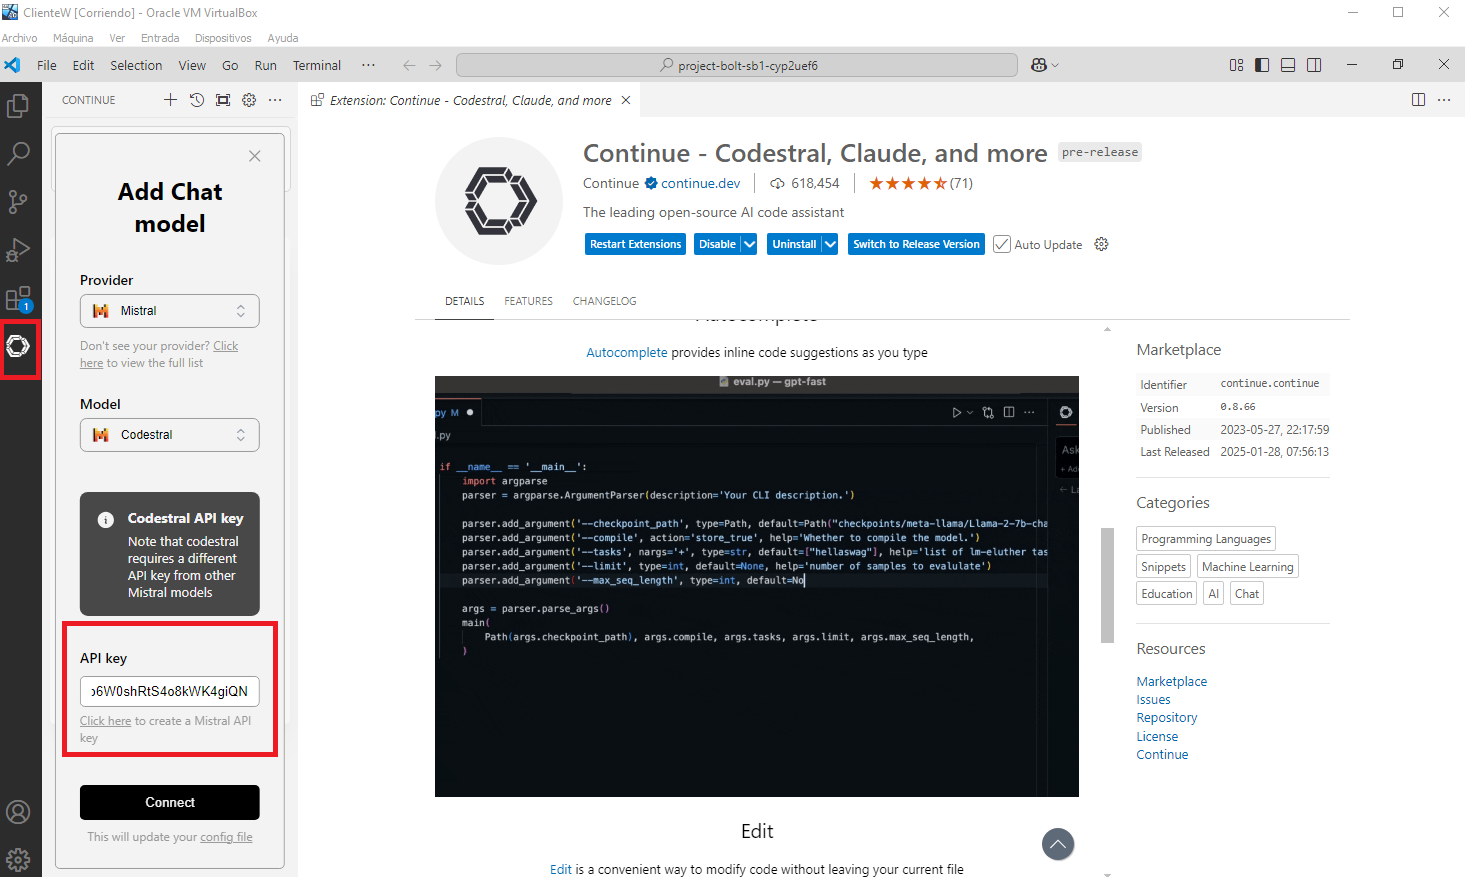 ClienteW [Corriendo] - Oracle VM VirtualBox
Archivo Máquina Ver Entrada Dispositivos Ayuda
File Edit Selection View Go Run Terminal ··· project-bolt-sb1-cyp2uef6
CONTINUE
Extension: Continue - Codestral, Claude, and more
Add Chat
model
Provider
Mistral
Don't see your provider? Click
here to view the full list
Model
Codestral
Codestral API key
Note that codestral
requires a different
API key from other
Mistral models
API key
6W0shRtS4o8kWK4giQN
Click here to create a Mistral API
key
Connect
This will update your config file
1
Continue - Codestral, Claude, and more pre-release
Continue continue.dev 618,454 (71)
The leading open-source AI code assistant
Restart Extensions Disable Uninstall Switch to Release Version Auto Update
DETAILS FEATURES CHANGELOG
Autocomplete
Autocomplete provides inline code suggestions as you type
eval.py — gpt-fast
py M
l.py
if __name__ == '__main__':
import argparse
parser = argparse.ArgumentParser(description='Your CLI description.')
parser.add_argument('--checkpoint_path', type=Path, default=Path("checkpoints/meta-llama/Llama-2-7b-cha
parser.add_argument('--compile', action='store_true', help='Whether to compile the model.')
parser.add_argument('--tasks', nargs='+', type=str, default=["hellaswag"], help='list of lm-eluther tas
parser.add_argument('--limit', type=int, default=None, help='number of samples to evalulate')
parser.add_argument('--max_seq_length', type=int, default=No
args = parser.parse_args()
main(
Path(args.checkpoint_path), args.compile, args.tasks, args.limit, args.max_seq_length,
)
Ask
+ Ad
← La
Edit
Edit is a convenient way to modify code without leaving your current file
Marketplace
Identifier continue.continue
Version 0.8.66
Published 2023-05-27, 22:17:59
Last Released 2025-01-28, 07:56:13
Categories
Programming Languages
Snippets Machine Learning
Education AI Chat
Resources
Marketplace
Issues
Repository
License
Continue